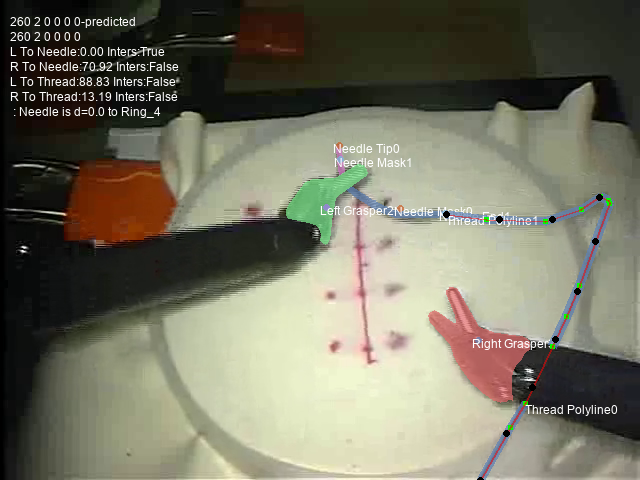 260 2 0 0 0 0-predicted
260 2 0 0 0 0
L To Needle:0.00 Inters:True
R To Needle:70.92 Inters:False
L To Thread:88.83 Inters:False
R To Thread:13.19 Inters:False
: Needle is d=0.0 to Ring_4
Needle Tip0
Needle Mask1
Left Grasper2
Needle Mask0
Thread Polyline1
Right Grasper
Thread Polyline0